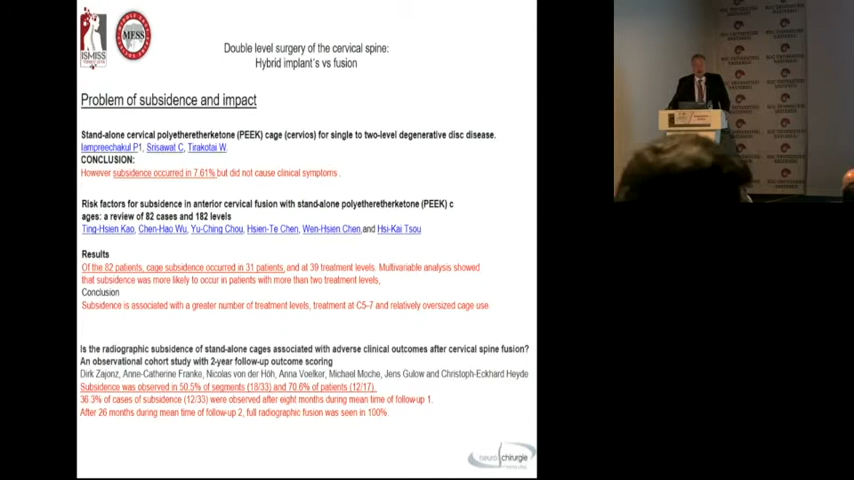 ISMISS
MESS
Double level surgery of the cervical spine:
Hybrid implant's vs fusion
Problem of subsidence and impact
Stand-alone cervical polyetheretherketone (PEEK) cage (cervios) for single to two-level degenerative disc disease.
Iampreechakul P1, Srisawat C, Tirakotai W.
CONCLUSION:
However subsidence occurred in 7.61% but did not cause clinical symptoms .
Risk factors for subsidence in anterior cervical fusion with stand-alone polyetheretherketone (PEEK) c
ages: a review of 82 cases and 182 levels
Ting-Hsien Kao, Chen-Hao Wu, Yu-Ching Chou, Hsien-Te Chen, Wen-Hsien Chen,and Hsi-Kai Tsou
Results
Of the 82 patients, cage subsidence occurred in 31 patients, and at 39 treatment levels. Multivariable analysis showed
that subsidence was more likely to occur in patients with more than two treatment levels,
Conclusion
Subsidence is associated with a greater number of treatment levels, treatment at C5-7 and relatively oversized cage use.
Is the radiographic subsidence of stand-alone cages associated with adverse clinical outcomes after cervical spine fusion?
An observational cohort study with 2-year follow-up outcome scoring
Dirk Zajonz, Anne-Catherine Franke, Nicolas von der Höh, Anna Voelker, Michael Moche, Jens Gulow and Christoph-Eckhard Heyde
Subsidence was observed in 50.5% of segments (18/33) and 70.6% of patients (12/17).
36.3% of cases of subsidence (12/33) were observed after eight months during mean time of follow-up 1.
After 26 months during mean time of follow-up 2, full radiographic fusion was seen in 100%.
neuro chirurgie